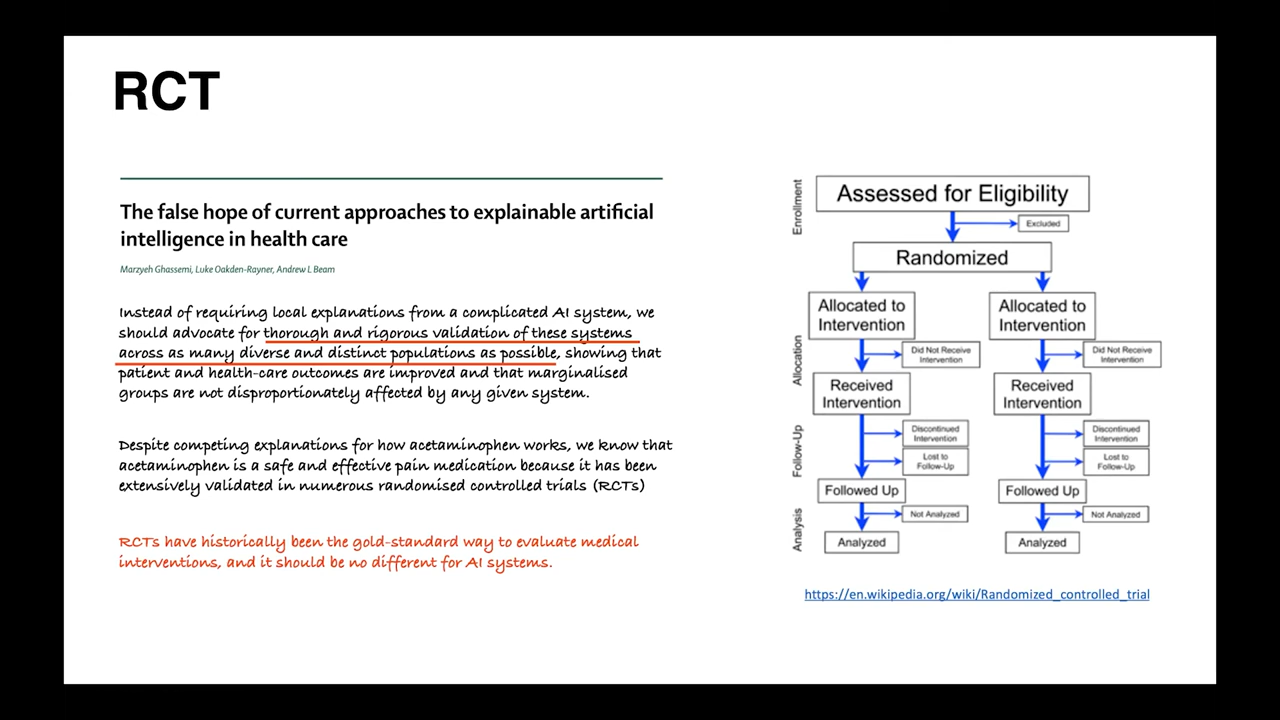 RCT
The false hope of current approaches to explainable artificial
intelligence in health care
Marzyeh Ghassemi, Luke Oakden-Rayner, Andrew L Beam
Instead of requiring local explanations from a complicated AI system, we
should advocate for thorough and rigorous validation of these systems
across as many diverse and distinct populations as possible, showing that
patient and health-care outcomes are improved and that marginalised
groups are not disproportionately affected by any given system.
Despite competing explanations for how acetaminophen works, we know that
acetaminophen is a safe and effective pain medication because it has been
extensively validated in numerous randomised controlled trials (RCTs)
RCTs have historically been the gold-standard way to evaluate medical
interventions, and it should be no different for AI systems.
Enrollment
Assessed for Eligibility
Excluded
Randomized
Allocation
Allocated to
Intervention
Did Not Receive
Intervention
Received
Intervention
Allocated to
Intervention
Did Not Receive
Intervention
Received
Intervention
Follow-Up
Discontinued
Intervention
Lost to
Follow-Up
Followed Up
Discontinued
Intervention
Lost to
Follow-Up
Followed Up
Analysis
Not Analyzed
Analyzed
Not Analyzed
Analyzed
https://en.wikipedia.org/wiki/Randomized_controlled_trial